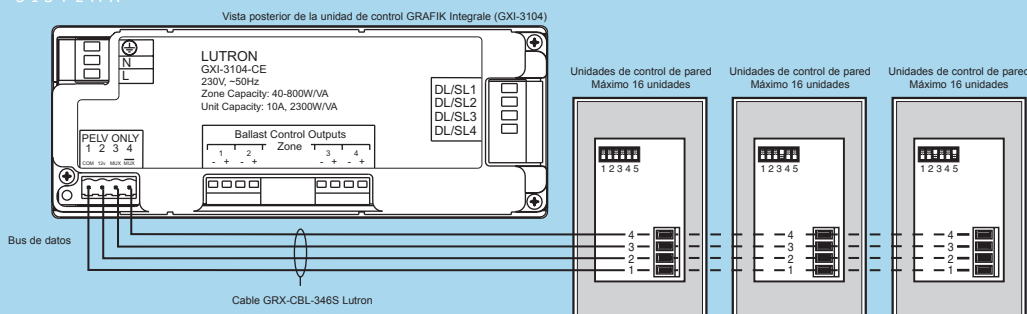 Vista posterior de la unidad de control GRAFIK Integrale (GXI-3104)
N
L
LUTRON
GXI-3104-CE
230V, ~50Hz
Zone Capacity: 40-800W/VA
Unit Capacity: 10A, 2300W/VA
DL/SL1
DL/SL2
DL/SL3
DL/SL4
PELV ONLY
1 2 3 4
COM 12v MUX MUX
Ballast Control Outputs
Zone
1 2 3 4
- + - + - + - +
Bus de datos
Cable GRX-CBL-346S Lutron
Unidades de control de pared
Máximo 16 unidades
1 2 3 4 5
4
3
2
1
Unidades de control de pared
Máximo 16 unidades
1 2 3 4 5
4
3
2
1
Unidades de control de pared
Máximo 16 unidades
1 2 3 4 5
4
3
2
1